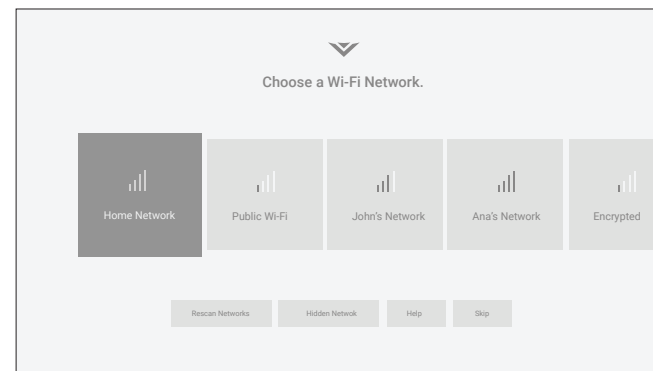 Choose a Wi-Fi Network.
Home Network
Public Wi-Fi
John's Network
Ana's Network
Encrypted
Rescan Networks
Hidden Netwok
Help
Skip